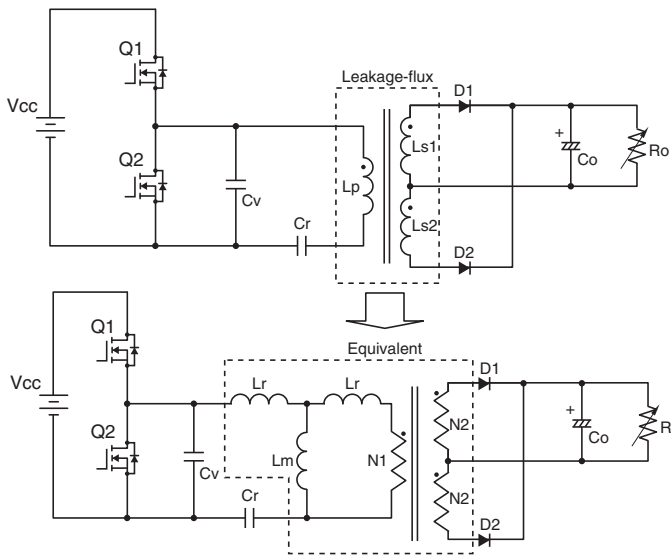 Q1
Leakage-flux
D1
Vcc
Q2
Ls1
Co
Ro
Lp
Cv
Cr
Ls2
D2
Q1
Equivalent
D1
Vcc
Lr
Lr
N2
Co
R
Q2
Cv
Lm
N1
Cr
N2
D2